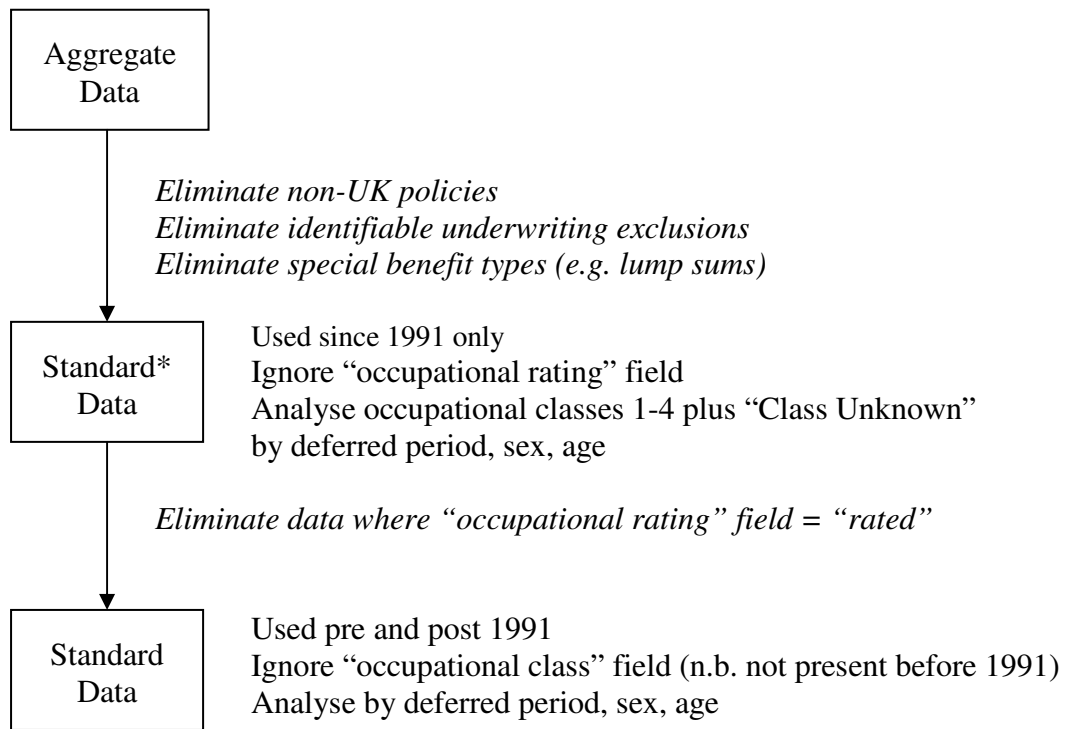 Aggregate
Data
Eliminate non-UK policies
Eliminate identifiable underwriting exclusions
Eliminate special benefit types (e.g. lump sums)
Standard*
Data
Used since 1991 only
Ignore “occupational rating” field
Analyse occupational classes 1-4 plus “Class Unknown”
by deferred period, sex, age
Eliminate data where “occupational rating” field = “rated”
Standard
Data
Used pre and post 1991
Ignore “occupational class” field (n.b. not present before 1991)
Analyse by deferred period, sex, age